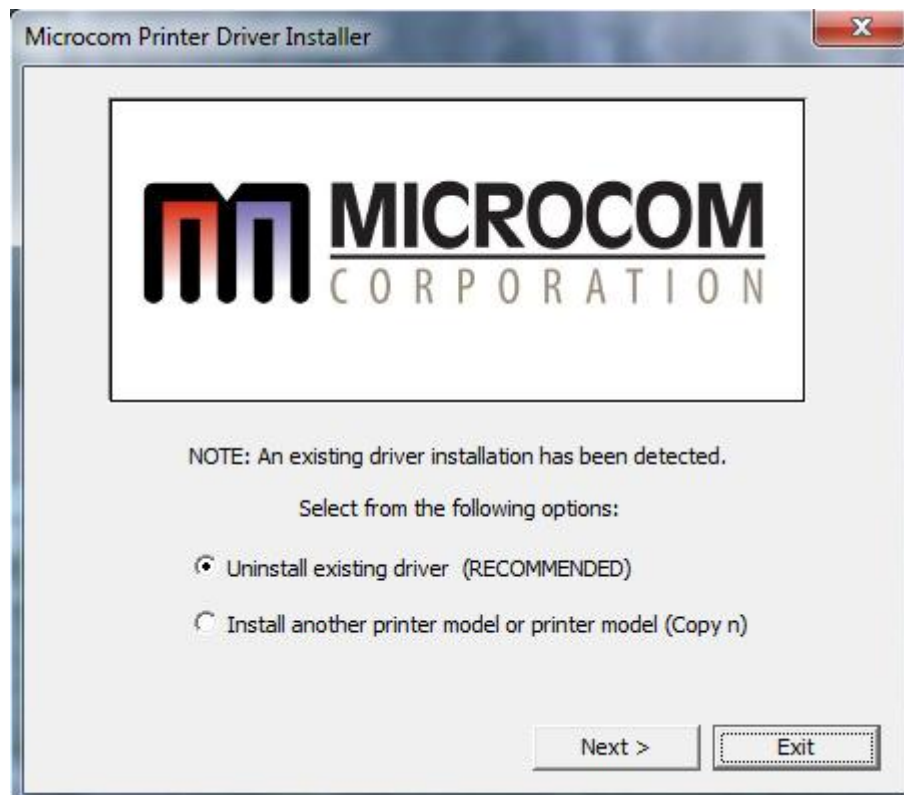 Microcom Printer Driver Installer
MICROCOM
CORPORATION
NOTE: An existing driver installation has been detected.
Select from the following options:
Uninstall existing driver (RECOMMENDED)
Install another printer model or printer model (Copy n)
Next > Exit